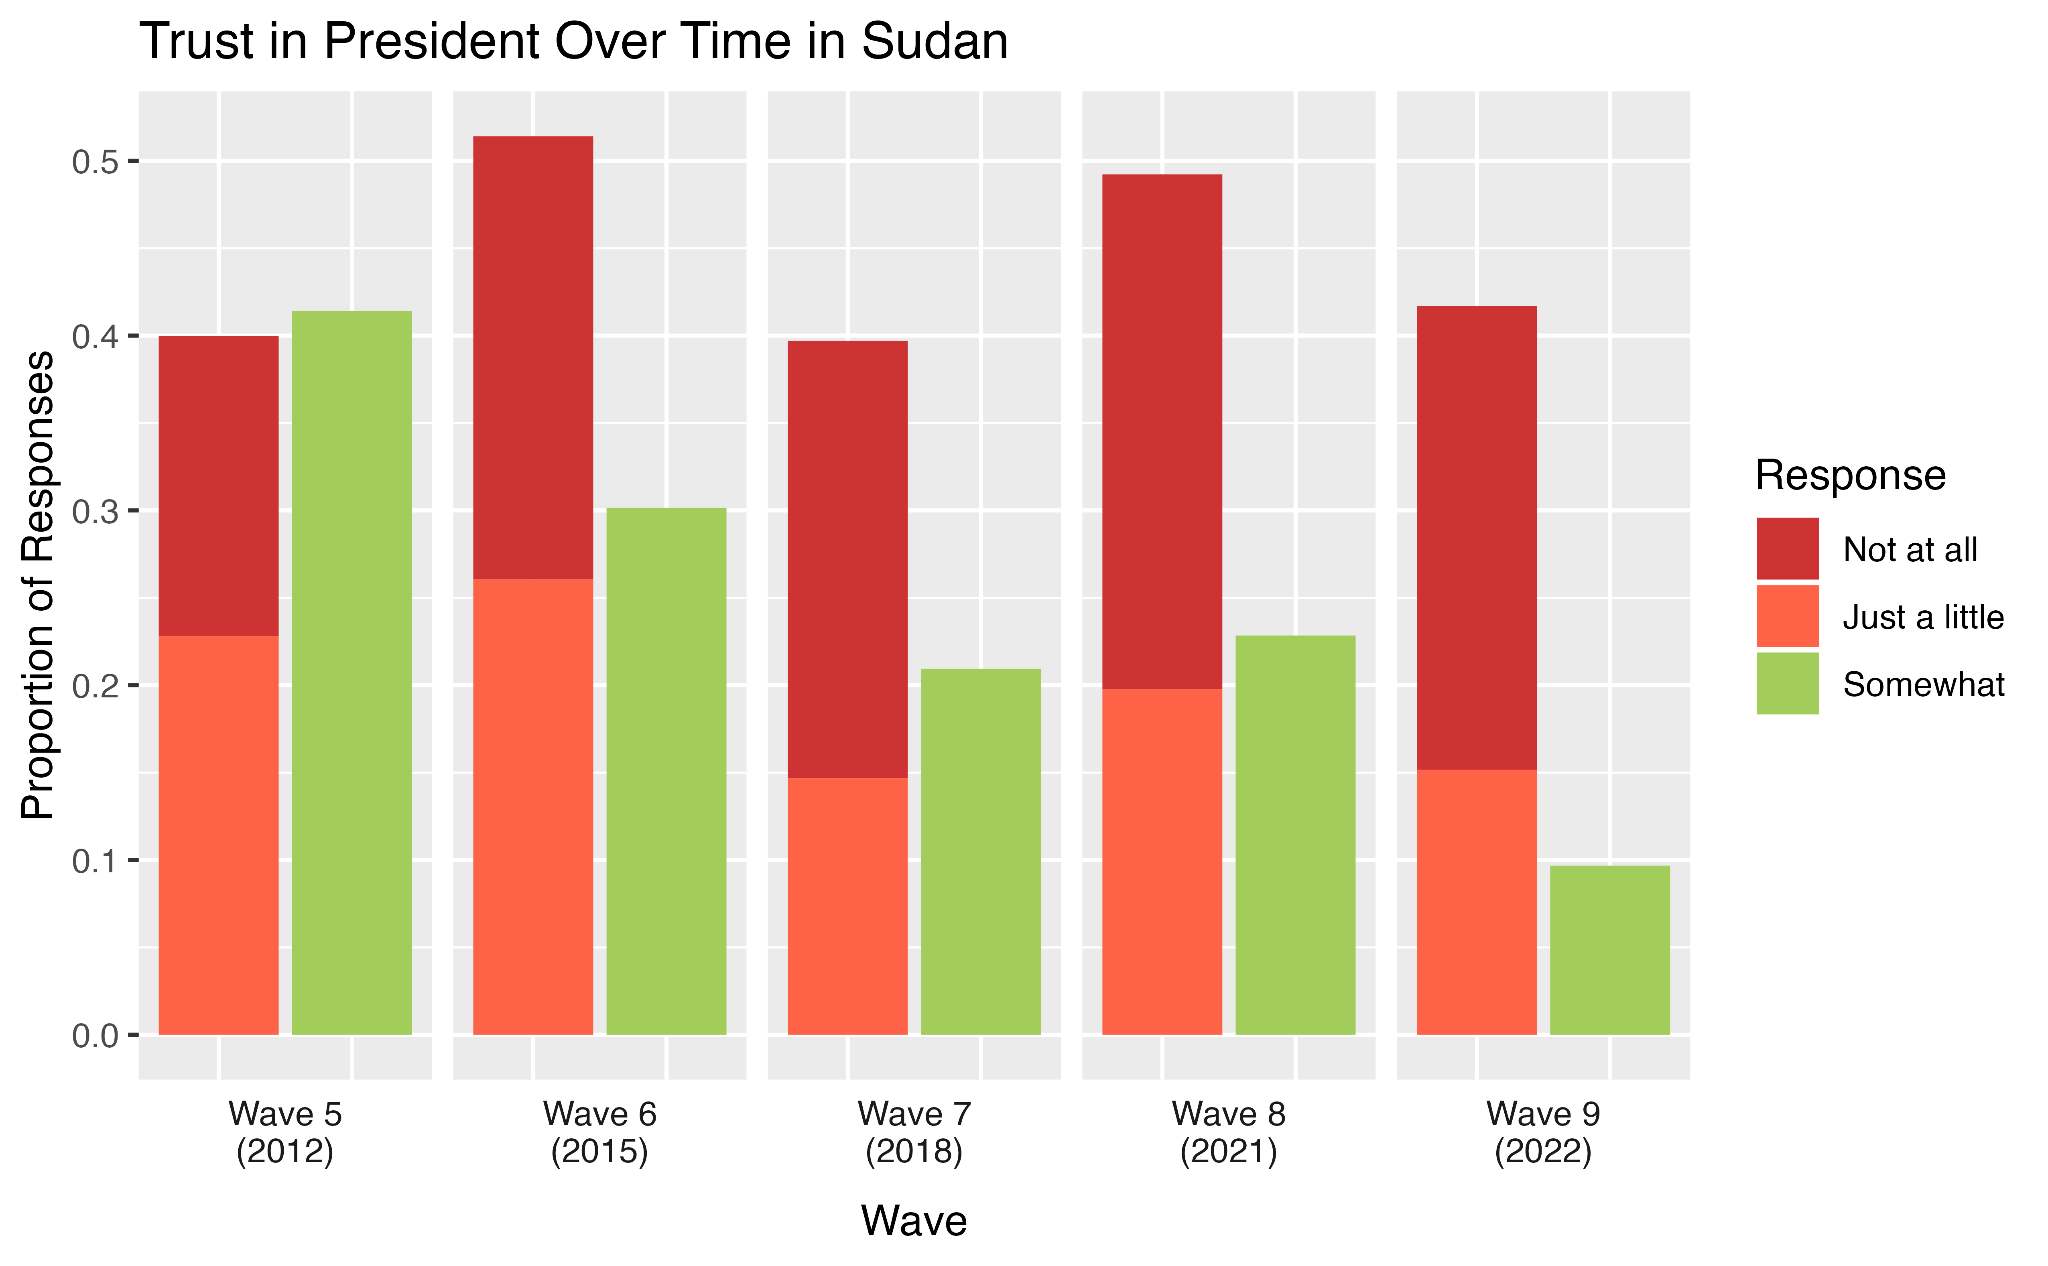 Trust in President Over Time in Sudan
Proportion of Responses
0.5
0.4
0.3
0.2
0.1
0.0
Wave 5
(2012)
Wave 6
(2015)
Wave 7
(2018)
Wave 8
(2021)
Wave 9
(2022)
Wave
Response
Not at all
Just a little
Somewhat